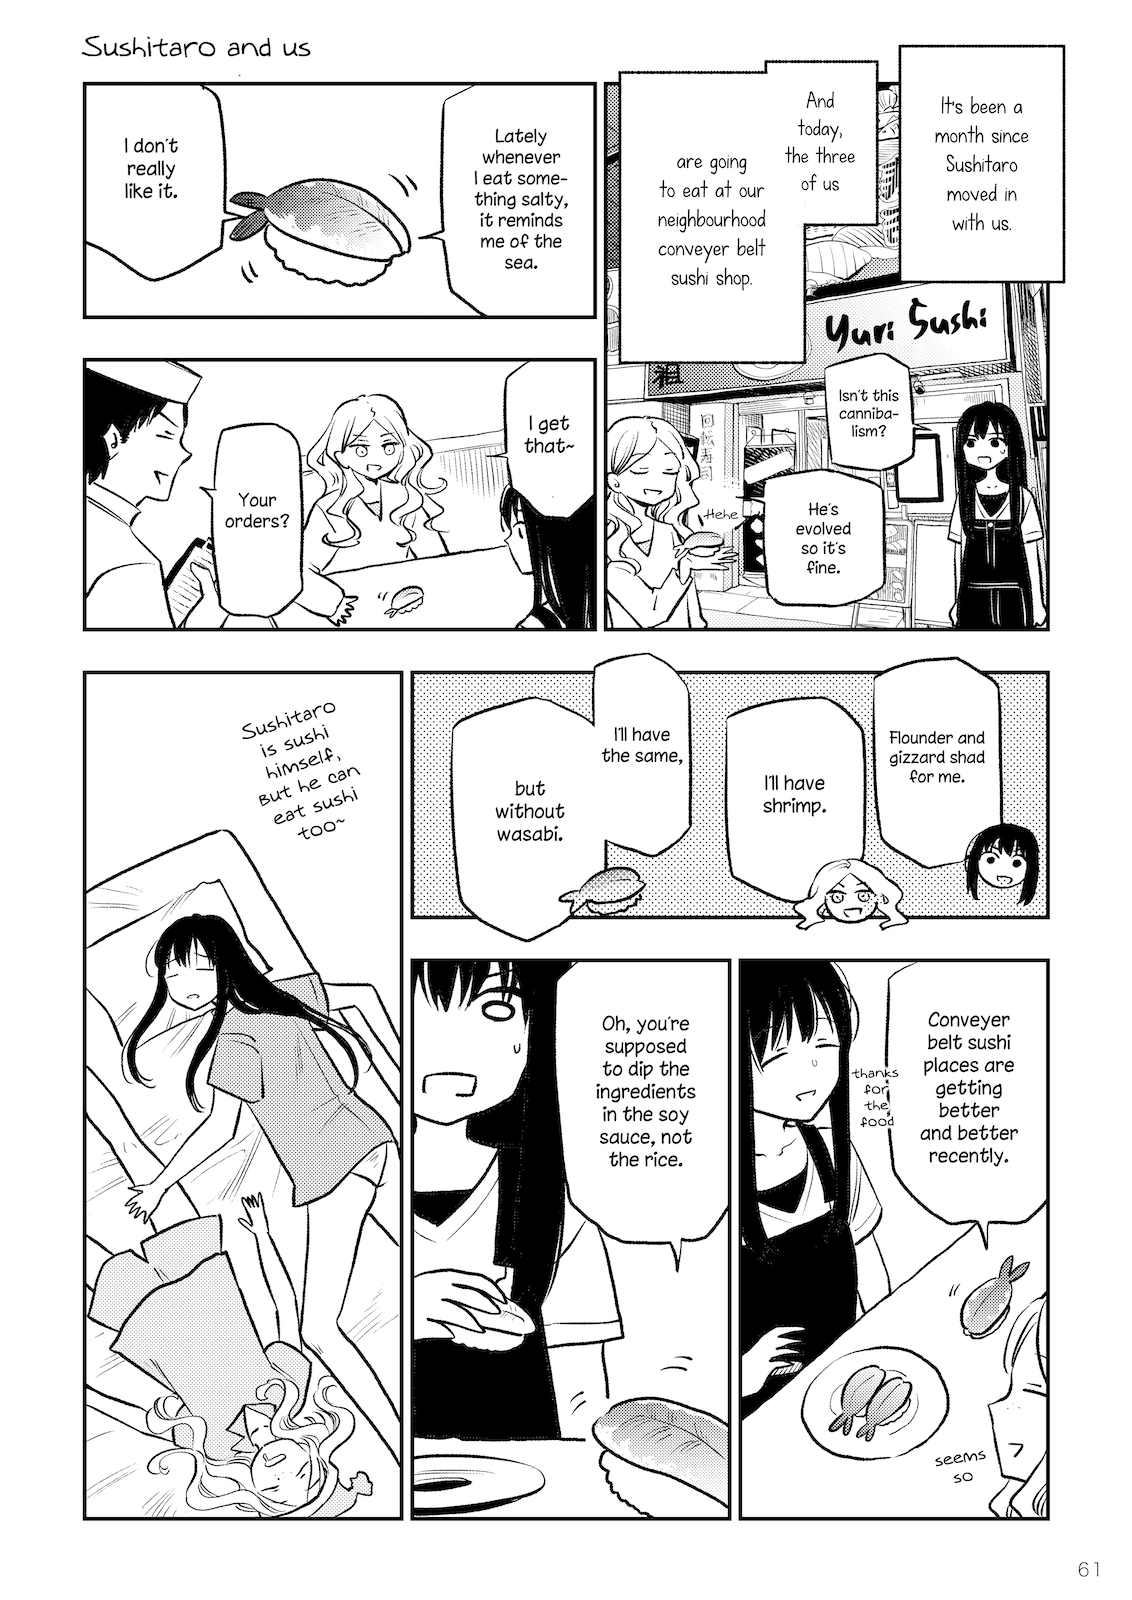 Sushitaro and us
It's been a
month since
Sushitaro
moved in
with us.
And
today,
the three
of us
are going
to eat at our
neighbourhood
conveyer belt
sushi shop.
Yuri Sushi
祖
回転寿司
Isn't this
canniba-
lism?
He's
evolved
so it's
fine.
Hehe
Lately
whenever
I eat some-
thing salty,
it reminds
me of the
sea.
I don't
really
like it.
I get
that~
Your
orders?
Flounder and
gizzard shad
for me.
I'll have
shrimp.
I'll have
the same,
but
without
wasabi.
Sushitaro
is sushi
himself,
But he can
eat sushi
too~
Conveyer
belt sushi
places are
getting
better
and better
recently.
thanks
for
the
food
seems
so
Oh, you're
supposed
to dip the
ingredients
in the soy
sauce, not
the rice.
61